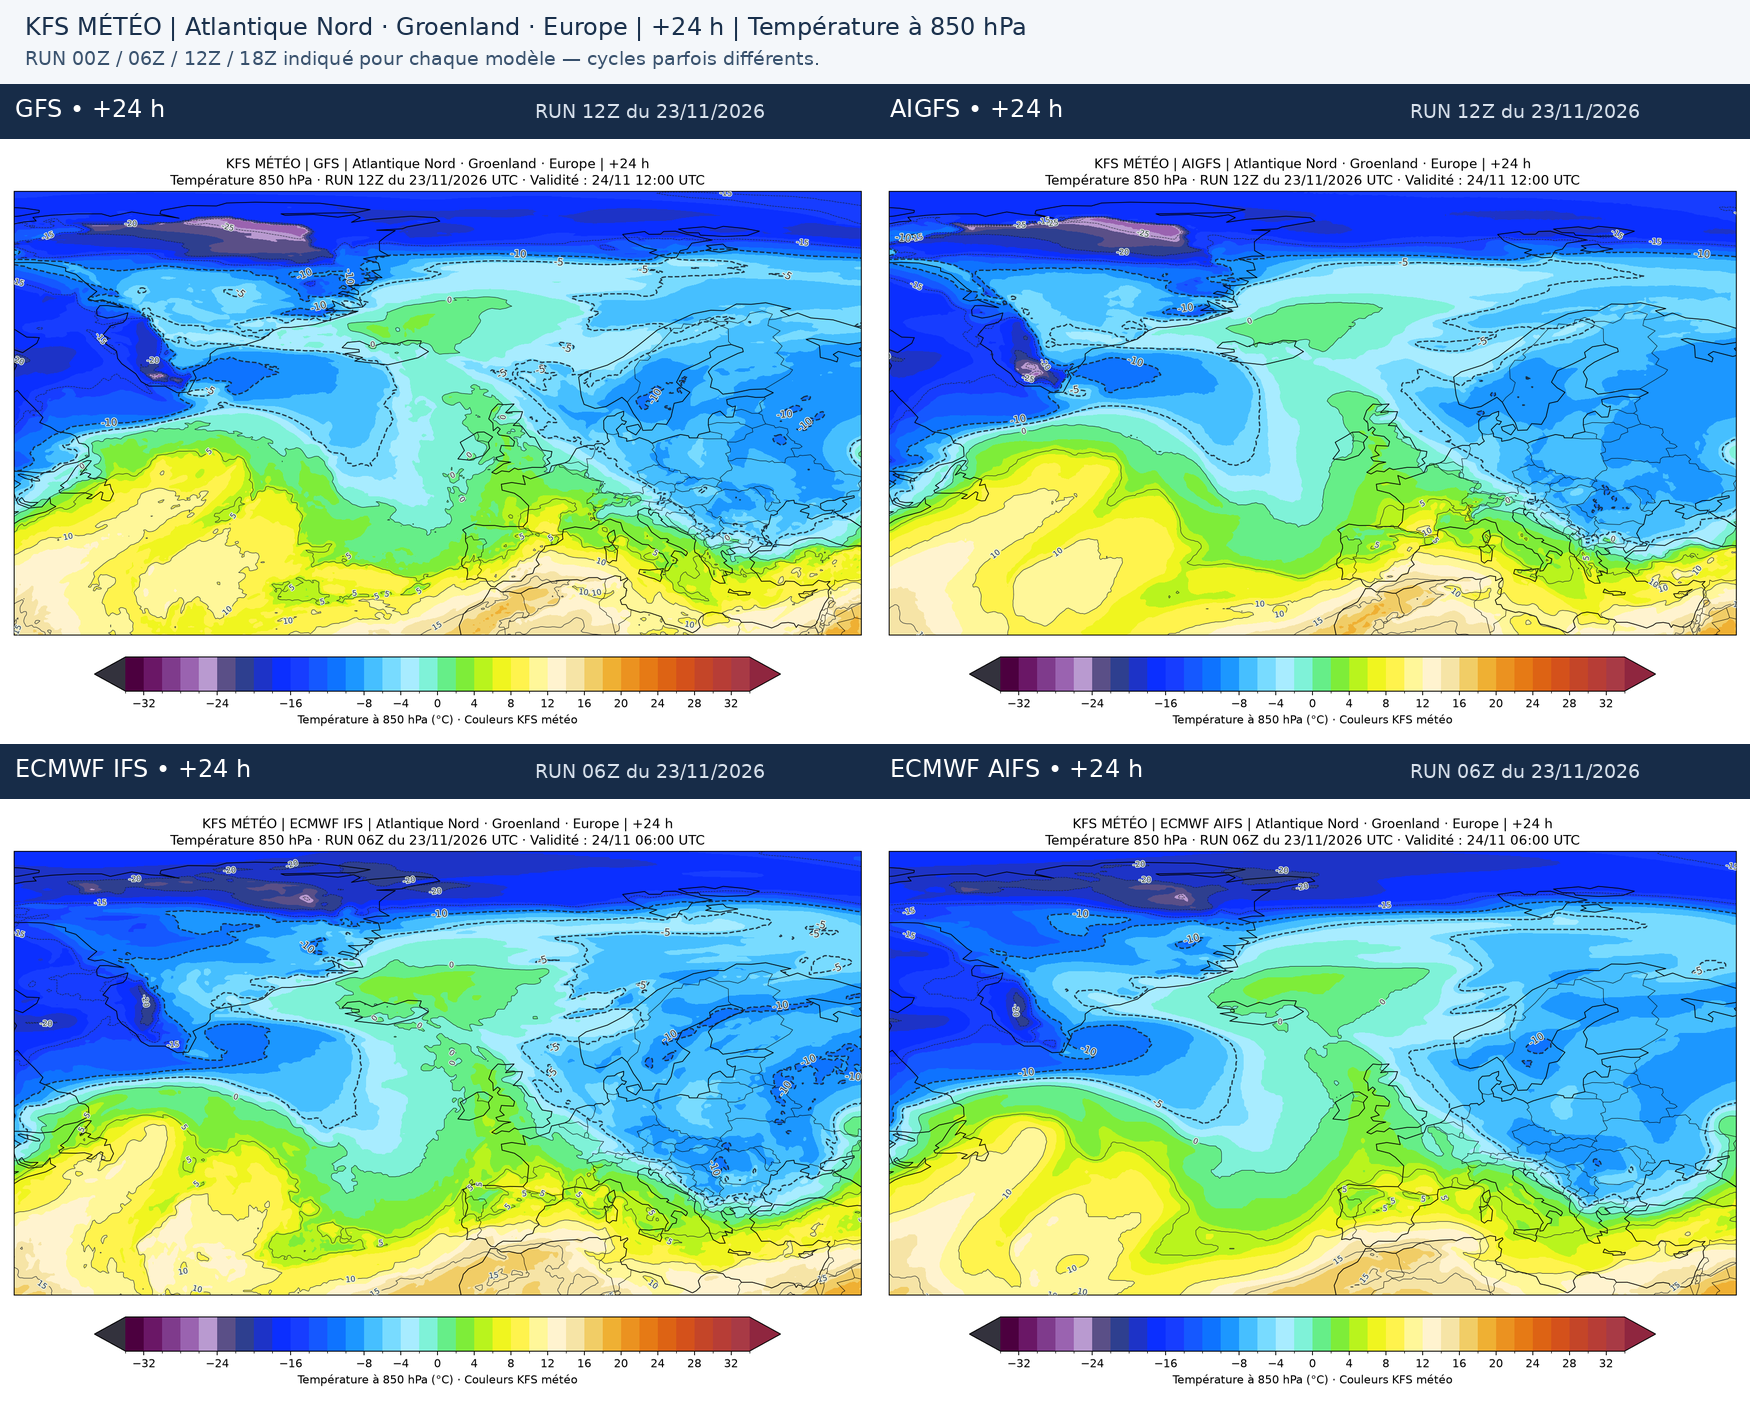 KFS MÉTÉO | Atlantique Nord · Groenland · Europe | +24 h | Température à 850 hPa
RUN 00Z / 06Z / 12Z / 18Z indiqué pour chaque modèle — cycles parfois différents.
GFS • +24 h
RUN 12Z du 23/11/2026
AIGFS • +24 h
RUN 12Z du 23/11/2026
KFS MÉTÉO | GFS | Atlantique Nord · Groenland · Europe | +24 h
Température 850 hPa · RUN 12Z du 23/11/2026 UTC · Validité : 24/11 12:00 UTC
KFS MÉTÉO | AIGFS | Atlantique Nord · Groenland · Europe | +24 h
Température 850 hPa · RUN 12Z du 23/11/2026 UTC · Validité : 24/11 12:00 UTC
−32 −24 −16 −8 −4 0 4 8 12 16 20 24 28 32
Température à 850 hPa (°C) · Couleurs KFS météo
−32 −24 −16 −8 −4 0 4 8 12 16 20 24 28 32
Température à 850 hPa (°C) · Couleurs KFS météo
ECMWF IFS • +24 h
RUN 06Z du 23/11/2026
ECMWF AIFS • +24 h
RUN 06Z du 23/11/2026
KFS MÉTÉO | ECMWF IFS | Atlantique Nord · Groenland · Europe | +24 h
Température 850 hPa · RUN 06Z du 23/11/2026 UTC · Validité : 24/11 06:00 UTC
KFS MÉTÉO | ECMWF AIFS | Atlantique Nord · Groenland · Europe | +24 h
Température 850 hPa · RUN 06Z du 23/11/2026 UTC · Validité : 24/11 06:00 UTC
−32 −24 −16 −8 −4 0 4 8 12 16 20 24 28 32
Température à 850 hPa (°C) · Couleurs KFS météo
−32 −24 −16 −8 −4 0 4 8 12 16 20 24 28 32
Température à 850 hPa (°C) · Couleurs KFS météo